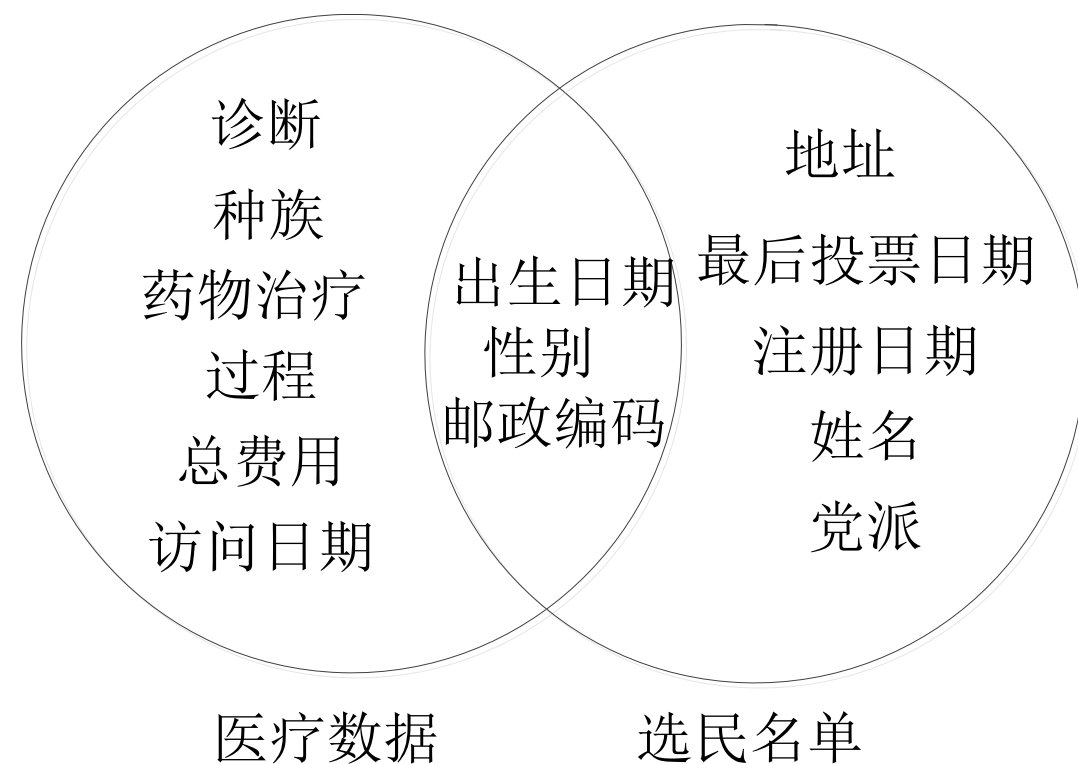 诊断
种族
药物治疗
过程
总费用
访问日期
出生日期
性别
邮政编码
地址
最后投票日期
注册日期
姓名
党派
医疗数据
选民名单